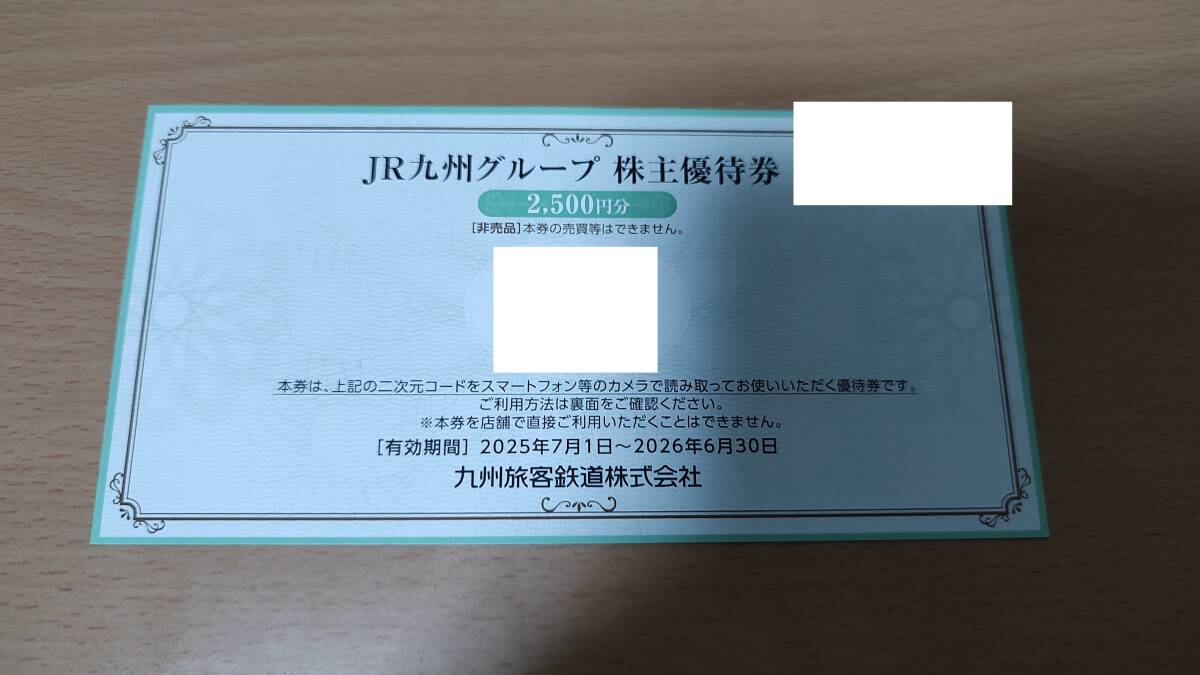 JR九州グループ 株主優待券
2,500円分
[非売品]本券の売買等はできません。
本券は、上記の二次元コードをスマートフォン等のカメラで読み取ってお使いいただく優待券です。
ご利用方法は裏面をご確認ください。
※本券を店舗で直接ご利用いただくことはできません。
[有効期間] 2025年7月1日～2026年6月30日
九州旅客鉄道株式会社